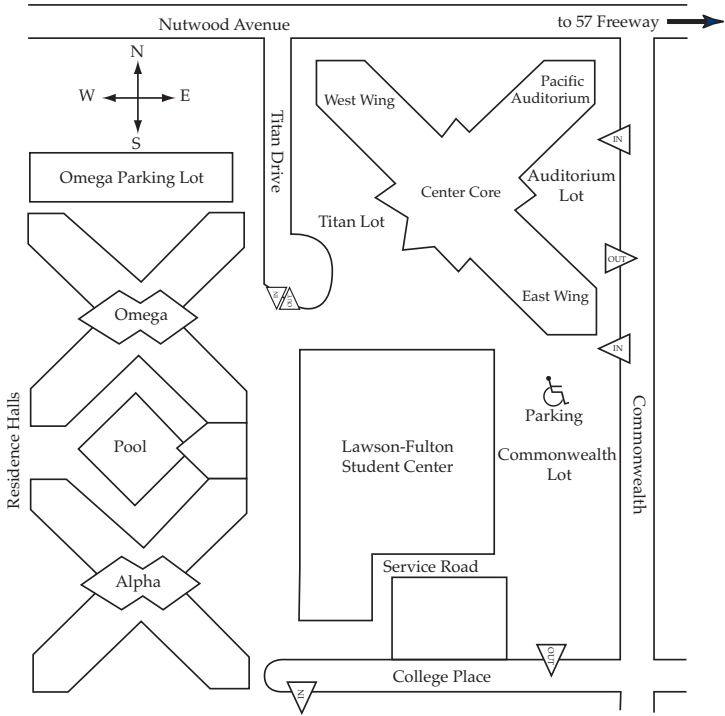 to 57 Freeway
Nutwood Avenue
N
W
E
S
Titan Drive
West Wing
Pacific
Auditorium
IN
Omega Parking Lot
Center Core
Auditorium
Lot
Titan Lot
OUT
IN
OUT
East Wing
Omega
IN
Parking
Commonwealth
Residence Halls
Pool
Lawson-Fulton
Student Center
Commonwealth
Lot
Service Road
Alpha
OUT
College Place
IN